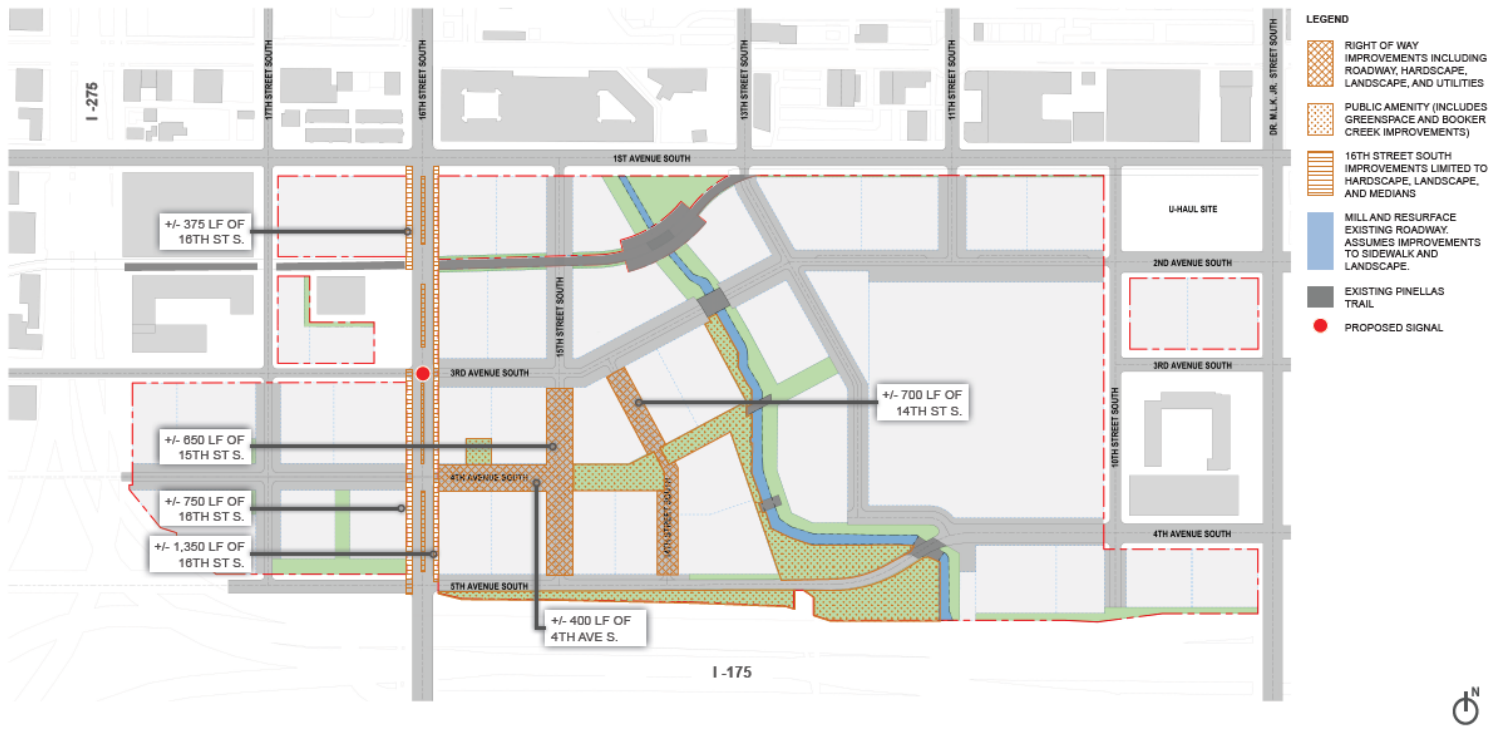 I -275
17TH STREET SOUTH
16TH STREET SOUTH
13TH STREET SOUTH
11TH STREET SOUTH
DR. M.L.K. JR. STREET SOUTH
1ST AVENUE SOUTH
U-HAUL SITE
+/- 375 LF OF
16TH ST S.
2ND AVENUE SOUTH
15TH STREET SOUTH
3RD AVENUE SOUTH
3RD AVENUE SOUTH
+/- 700 LF OF
14TH ST S.
10TH STREET SOUTH
+/- 650 LF OF
15TH ST S.
4TH AVENUE SOUTH
14TH STREET SOUTH
+/- 750 LF OF
16TH ST S.
4TH AVENUE SOUTH
+/- 1,350 LF OF
16TH ST S.
5TH AVENUE SOUTH
+/- 400 LF OF
4TH AVE S.
I -175
LEGEND
RIGHT OF WAY
IMPROVEMENTS INCLUDING
ROADWAY, HARDSCAPE,
LANDSCAPE, AND UTILITIES
PUBLIC AMENITY (INCLUDES
GREENSPACE AND BOOKER
CREEK IMPROVEMENTS)
16TH STREET SOUTH
IMPROVEMENTS LIMITED TO
HARDSCAPE, LANDSCAPE,
AND MEDIANS
MILL AND RESURFACE
EXISTING ROADWAY.
ASSUMES IMPROVEMENTS
TO SIDEWALK AND
LANDSCAPE.
EXISTING PINELLAS
TRAIL
PROPOSED SIGNAL
N